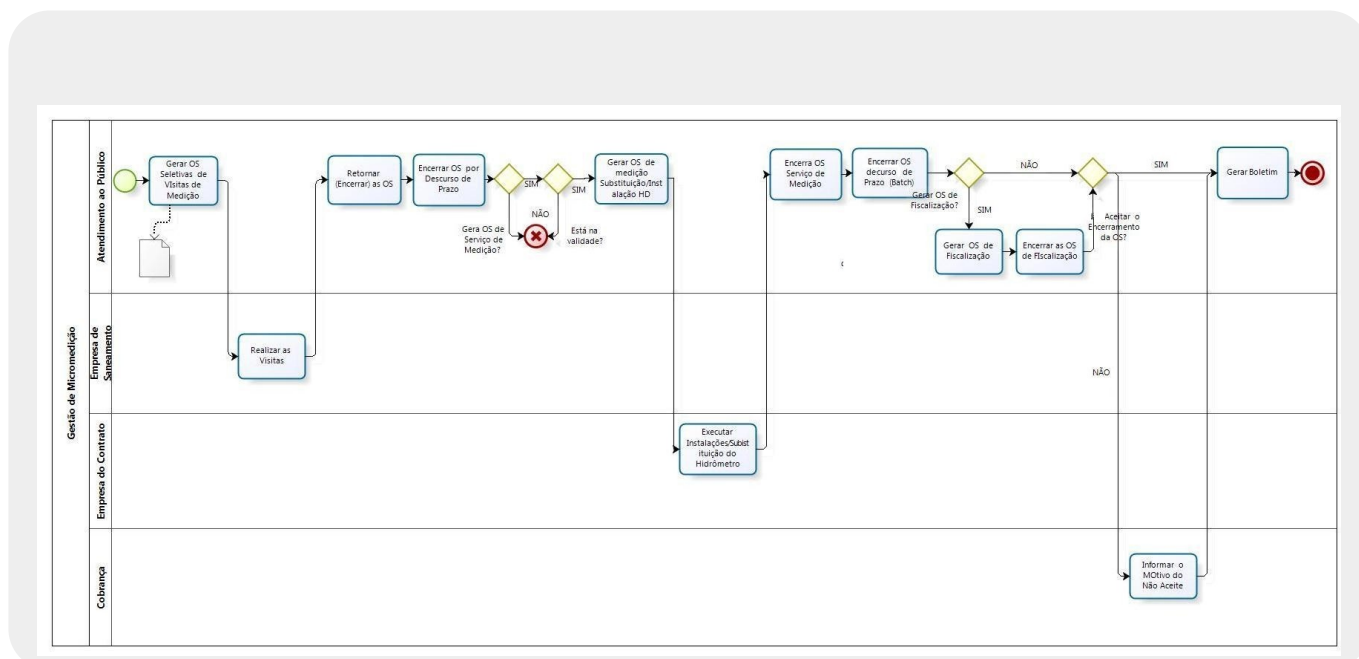 Gestão de Micromedição
Atendimento ao Público
Gerar OS
Seletivas de
VIsitas de
Medição
Retornar
(Encerrar) as OS
Encerrar OS por
Descurso de
Prazo
SIM
SIM
NÃO
Gera OS de
Serviço de
Medição?
Está na
validade?
Gerar OS de
medição
Substituição/Inst
alação HD
Encerra OS
Serviço de
Medição
Encerrar OS
decurso de
Prazo (Batch)
Gerar OS de
Fiscalização?
NÃO
SIM
Gerar OS de
Fiscalização
Encerrar as OS
de FIscalização
Aceitar o
Encerramento
da OS?
SIM
Gerar Boletim
Empresa de
Saneamento
Realizar as
Visitas
NÃO
Empresa do Contrato
Executar
Instalações/Subist
ituição do
Hidrômetro
Cobrança
Informar o
MOtivo do
Não Aceite